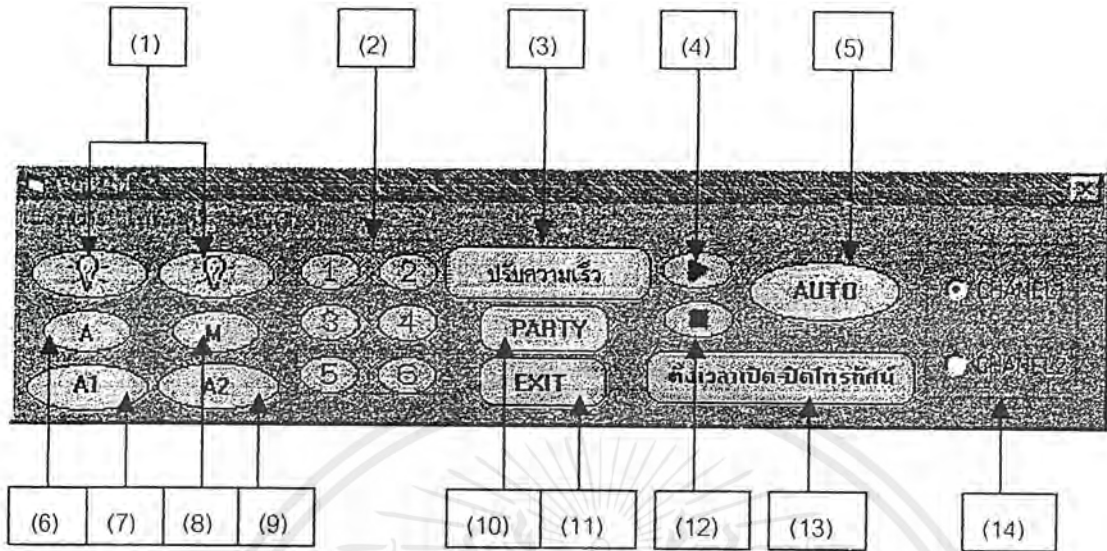 (1) (2) (3) (4) (5)
1 2 ปรับความเร็ว AUTO CHANEL1
A M 3 4 PARTY
A1 A2 5 6 EXIT ตั้งเวลาเปิด-ปิดโทรทัศน์ CHANEL2
(6) (7) (8) (9) (10) (11) (12) (13) (14)